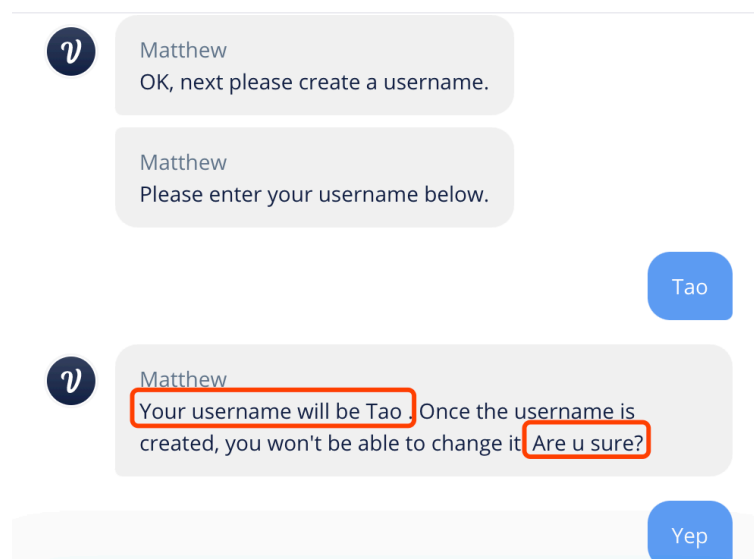 Matthew
OK, next please create a username.
Matthew
Please enter your username below.
Tao
Matthew
Your username will be Tao . Once the username is
created, you won't be able to change it Are u sure?
Yep